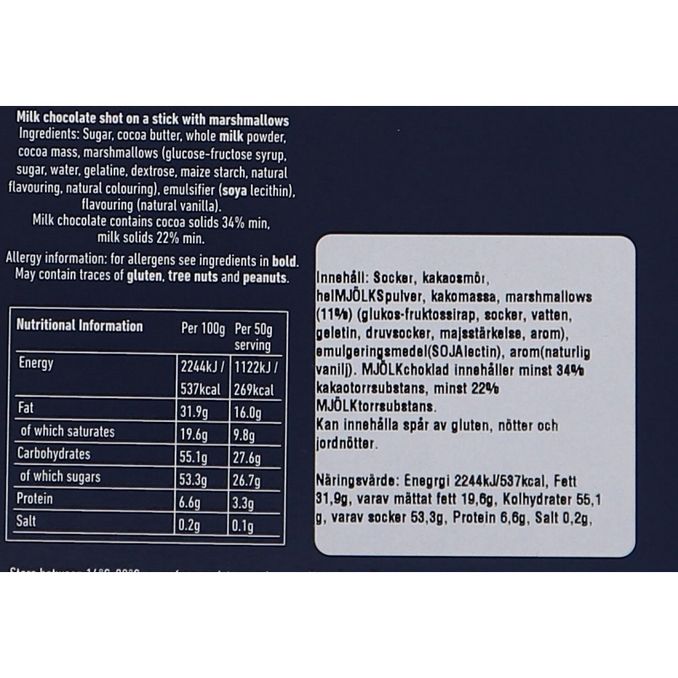 Milk chocolate shot on a stick with marshmallows
Ingredients: Sugar, cocoa butter, whole milk powder,
cocoa mass, marshmallows (glucose-fructose syrup,
sugar, water, gelatine, dextrose, maize starch, natural
flavouring, natural colouring), emulsifier (soya lecithin),
flavouring (natural vanilla).
Milk chocolate contains cocoa solids 34% min,
milk solids 22% min.
Allergy information: for allergens see ingredients in bold.
May contain traces of gluten, tree nuts and peanuts.
Nutritional Information Per 100g Per 50g
serving
Energy 2244kJ / 1122kJ /
537kcal 269kcal
Fat 31.9g 16.0g
of which saturates 19.6g 9.8g
Carbohydrates 55.1g 27.6g
of which sugars 53.3g 26.7g
Protein 6.6g 3.3g
Salt 0.2g 0.1g
Innehåll: Socker, kakaosmör,
helMJÖLKSpulver, kakomassa, marshmallows
(11%) (glukos-fruktossirap, socker, vatten,
geletin, druvsocker, majsstärkelse, arom),
emulgeringsmedel(SOJAlectin), arom(naturlig
vanilj). MJÖLKchoklad innehåller minst 34%
kakaotorrsubstans, minst 22%
MJÖLKtorrsubstans.
Kan innehålla spår av gluten, nötter och
jordnötter.
Näringsvärde: Enegrgi 2244kJ/537kcal, Fett
31,9g, varav mättat fett 19,6g, Kolhydrater 55,1
g, varav socker 53,3g, Protein 6,6g, Salt 0,2g,